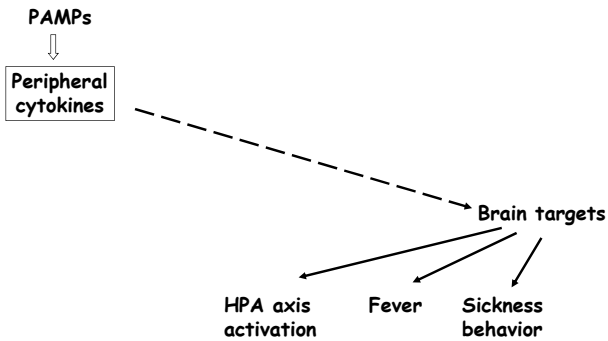 PAMPs
Peripheral
cytokines
Brain targets
HPA axis
activation
Fever
Sickness
behavior